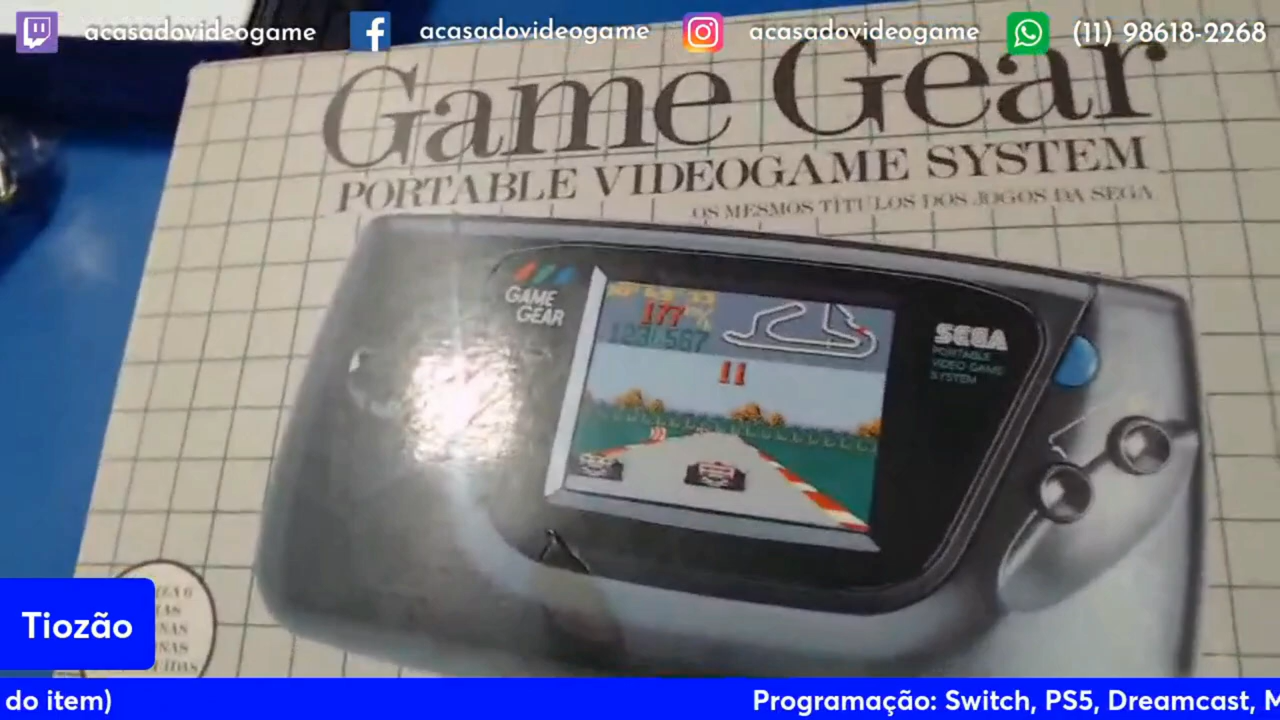 acasadovideogame acasadovideogame acasadovideogame (11) 98618-2268
Game Gear
PORTABLE VIDEOGAME SYSTEM
OS MESMOS TÍTULOS DOS JOGOS DA SEGA
GAME
GEAR
177
1234567
11
SEGA
PORTABLE
VIDEO GAME
SYSTEM
Tiozão
do item) Programação: Switch, PS5, Dreamcast, M